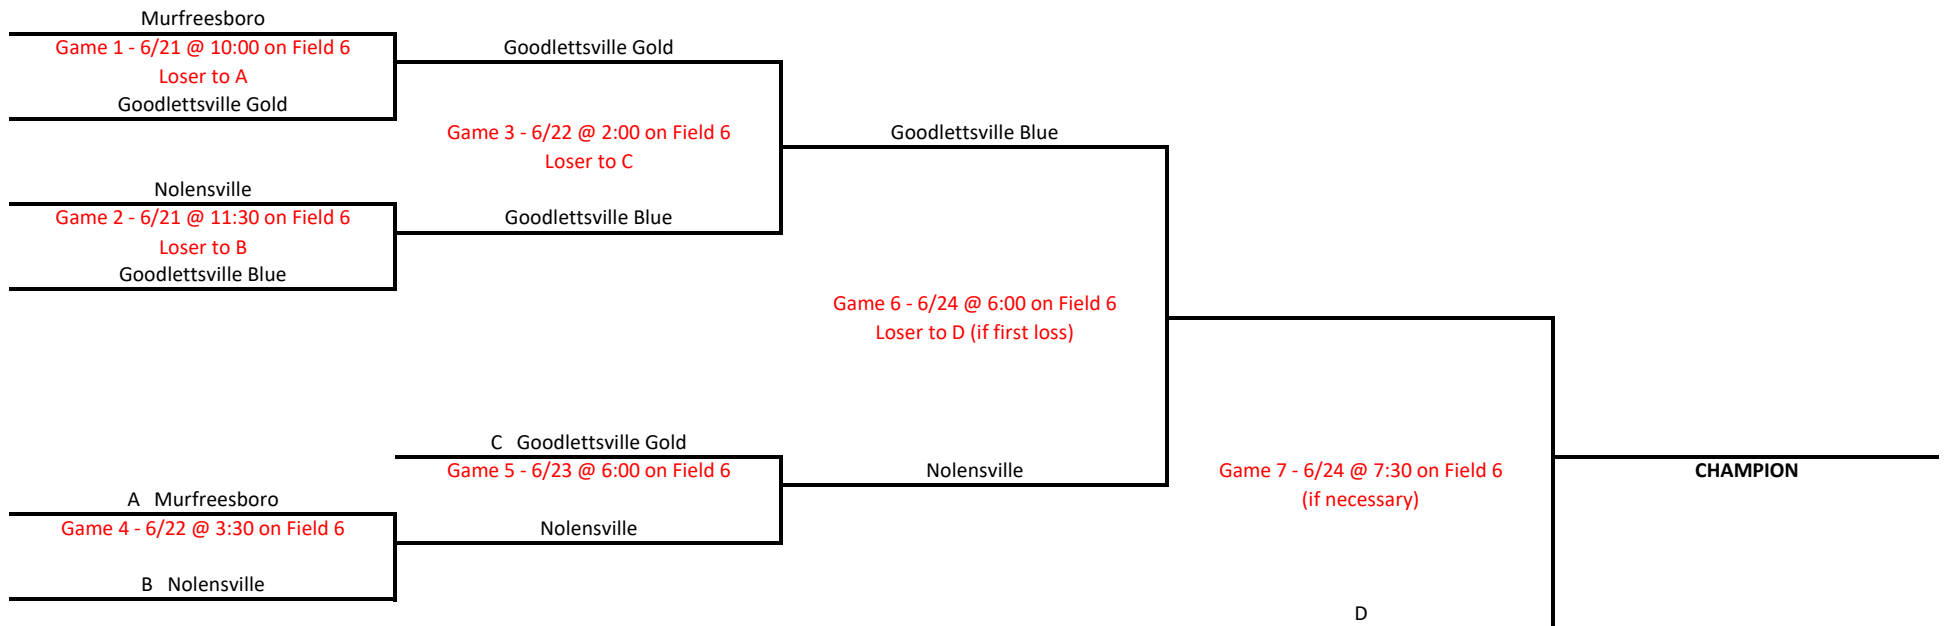 Murfreesboro
Game 1 - 6/21 @ 10:00 on Field 6
Loser to A
Goodlettsville Gold
Goodlettsville Gold
Game 3 - 6/22 @ 2:00 on Field 6
Loser to C
Goodlettsville Blue
Nolensville
Game 2 - 6/21 @ 11:30 on Field 6
Loser to B
Goodlettsville Blue
Goodlettsville Blue
Game 6 - 6/24 @ 6:00 on Field 6
Loser to D (if first loss)
C Goodlettsville Gold
Game 5 - 6/23 @ 6:00 on Field 6
Nolensville
Game 7 - 6/24 @ 7:30 on Field 6
(if necessary)
CHAMPION
A Murfreesboro
Game 4 - 6/22 @ 3:30 on Field 6
Nolensville
B Nolensville
D